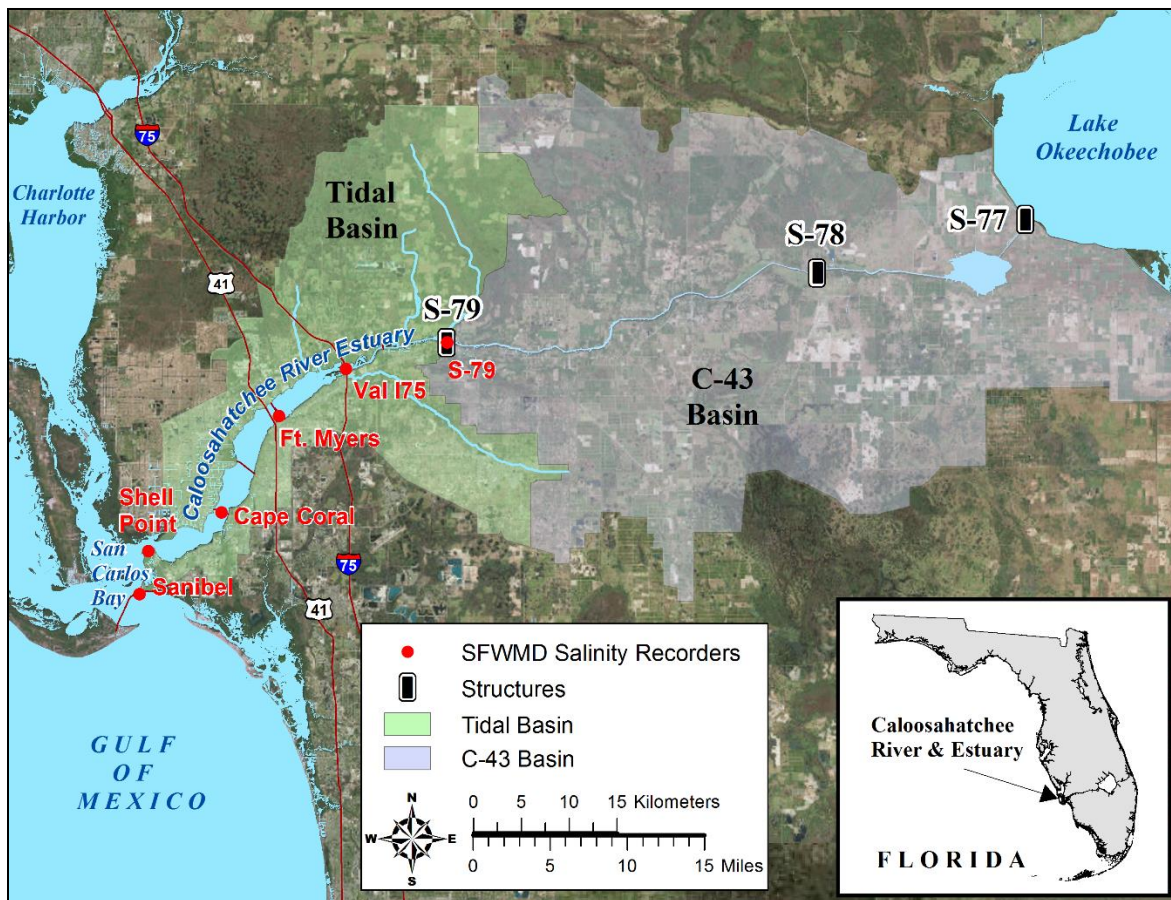 Lake
Okeechobee
75
Charlotte
Harbor
Tidal
Basin
S-77
S-78
41
S-79
S-79
Caloosahatchee River Estuary
Val I75
C-43
Basin
Ft. Myers
Shell
Point
Cape Coral
San
Carlos
Bay
Sanibel
75
41
GULF
OF
MEXICO
SFWMD Salinity Recorders
Structures
Tidal Basin
C-43 Basin
N
W E
S
0 5 10 15 Kilometers
0 5 10 15 Miles
Caloosahatchee
River & Estuary
FLORIDA